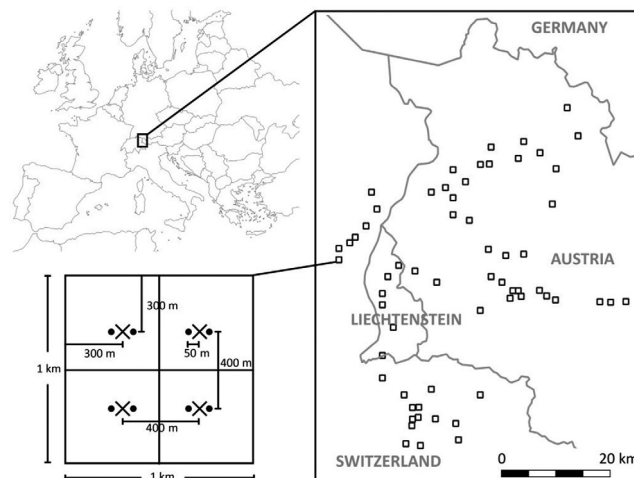 GERMANY
AUSTRIA
LIECHTENSTEIN
SWITZERLAND
0 20 km
300 m
300 m
50 m
400 m
400 m
1 km
1 km